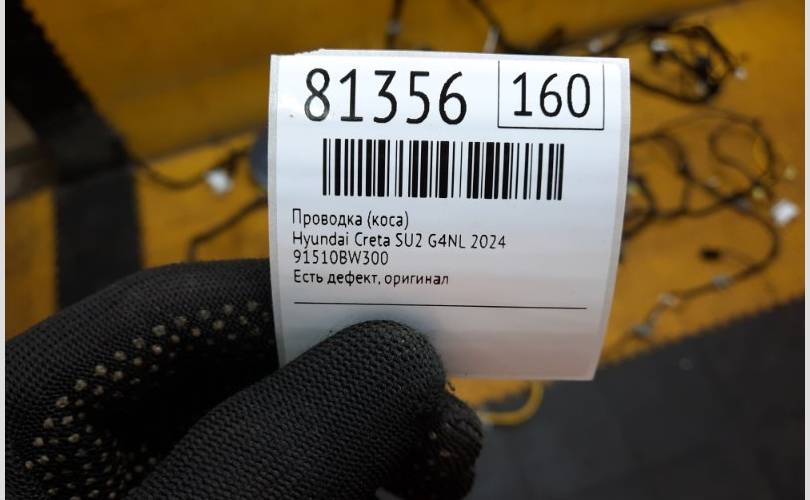 81356 160
Проводка (коса)
Hyundai Creta SU2 G4NL 2024
91510BW300
Есть дефект, оригинал